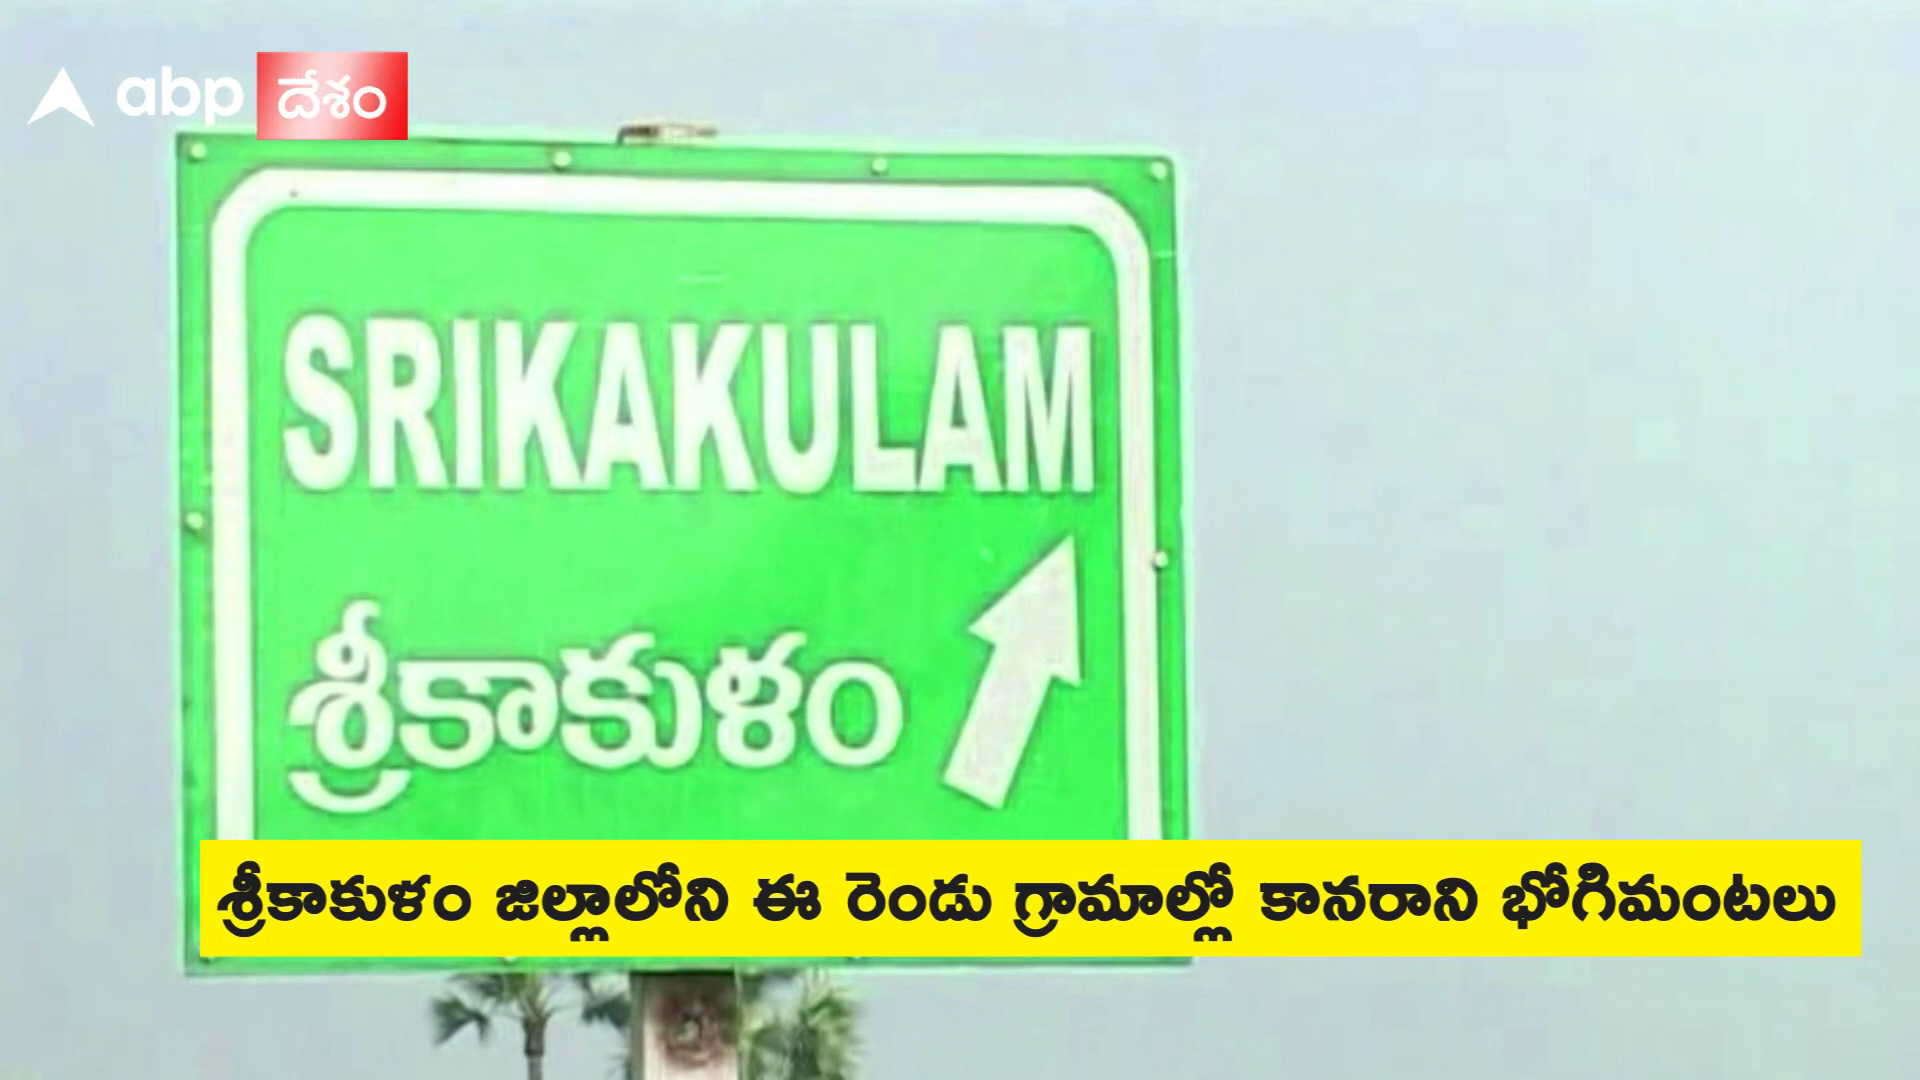 abp దేశం
SRIKAKULAM
శ్రీకాకుళం
శ్రీకాకుళం జిల్లాలోని ఈ రెండు గ్రామాల్లో కానరాని భోగిమంటలు